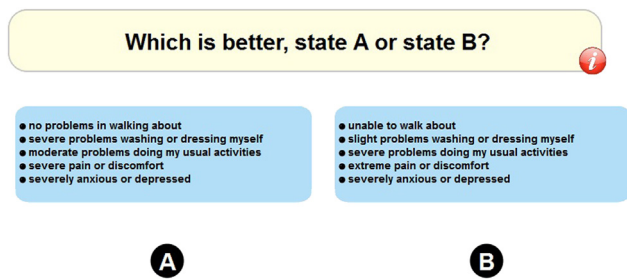 Which is better, state A or state B?
i
● no problems in walking about
● severe problems washing or dressing myself
● moderate problems doing my usual activities
● severe pain or discomfort
● severely anxious or depressed
● unable to walk about
● slight problems washing or dressing myself
● severe problems doing my usual activities
● extreme pain or discomfort
● severely anxious or depressed
A
B